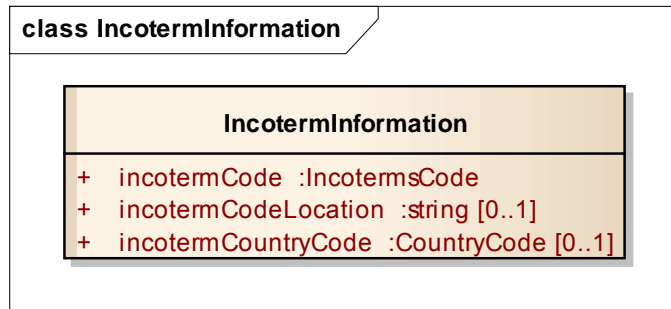 class IncotermInformation
IncotermInformation
+ incotermCode :IncotermsCode
+ incotermCodeLocation :string [0..1]
+ incotermCountryCode :CountryCode [0..1]